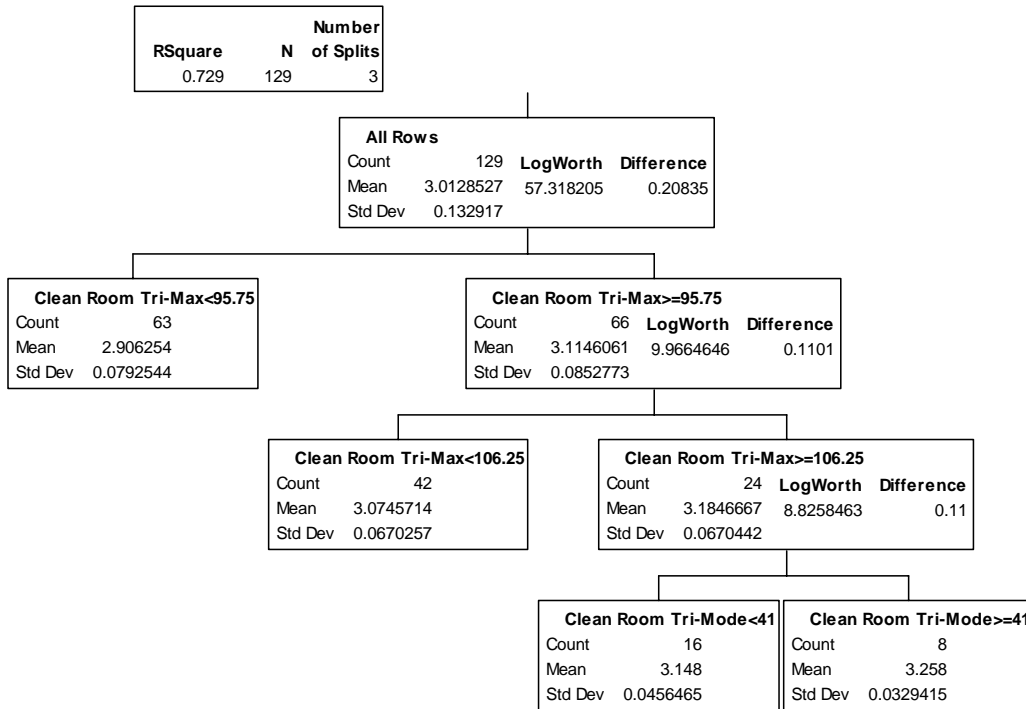 Number
RSquare N of Splits
0.729 129 3
All Rows
Count 129 LogWorth Difference
Mean 3.0128527 57.318205 0.20835
Std Dev 0.132917
Clean Room Tri-Max<95.75
Count 63
Mean 2.906254
Std Dev 0.0792544
Clean Room Tri-Max>=95.75
Count 66 LogWorth Difference
Mean 3.1146061 9.9664646 0.1101
Std Dev 0.0852773
Clean Room Tri-Max<106.25
Count 42
Mean 3.0745714
Std Dev 0.0670257
Clean Room Tri-Max>=106.25
Count 24 LogWorth Difference
Mean 3.1846667 8.8258463 0.11
Std Dev 0.0670442
Clean Room Tri-Mode<41
Count 16
Mean 3.148
Std Dev 0.0456465
Clean Room Tri-Mode>=41
Count 8
Mean 3.258
Std Dev 0.0329415